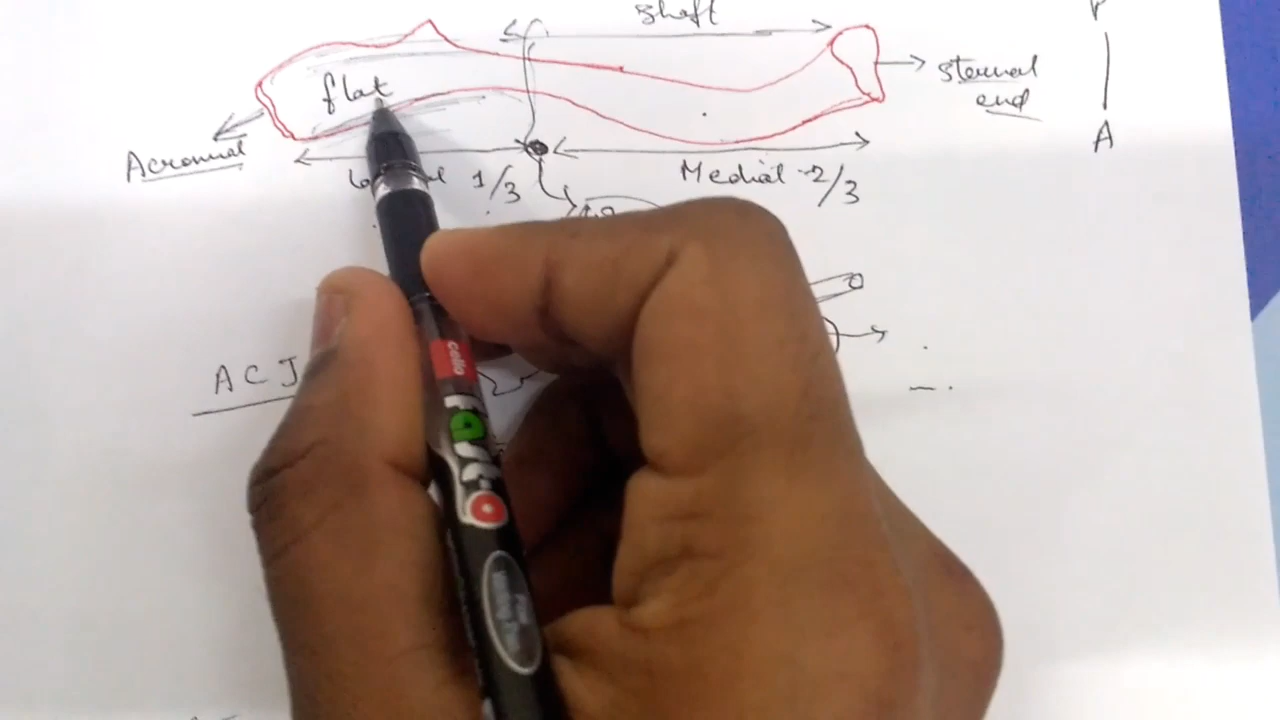 Shaft
P
flat
Sternal
end
A
Acromial
1/3
Medial 2/3
ACJ
cello